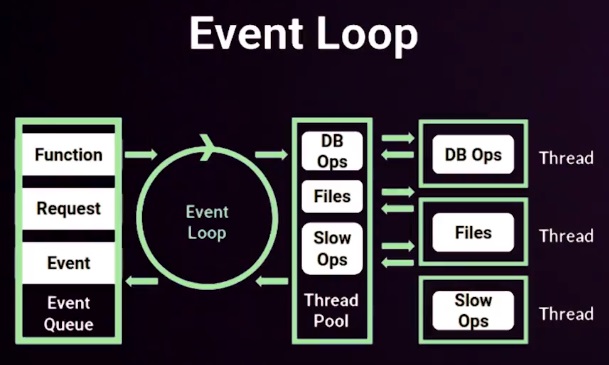 Event Loop
Function
Request
Event
Event
Queue
Event
Loop
DB
Ops
Files
Slow
Ops
Thread
Pool
DB Ops
Thread
Files
Thread
Slow
Ops
Thread